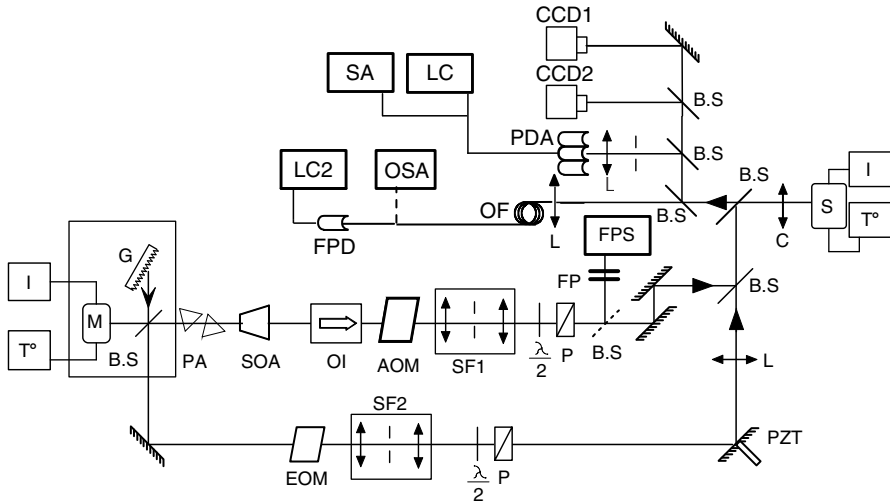 CCD1
SA
LC
CCD2
B.S
PDA
LC2
OSA
L
B.S
I
OF
B.S
S
L
FPD
FPS
C
T°
G
FP
I
B.S
M
T°
B.S
PA
SOA
OI
AOM
SF1
λ
2
P
B.S
L
SF2
PZT
EOM
λ
2
P